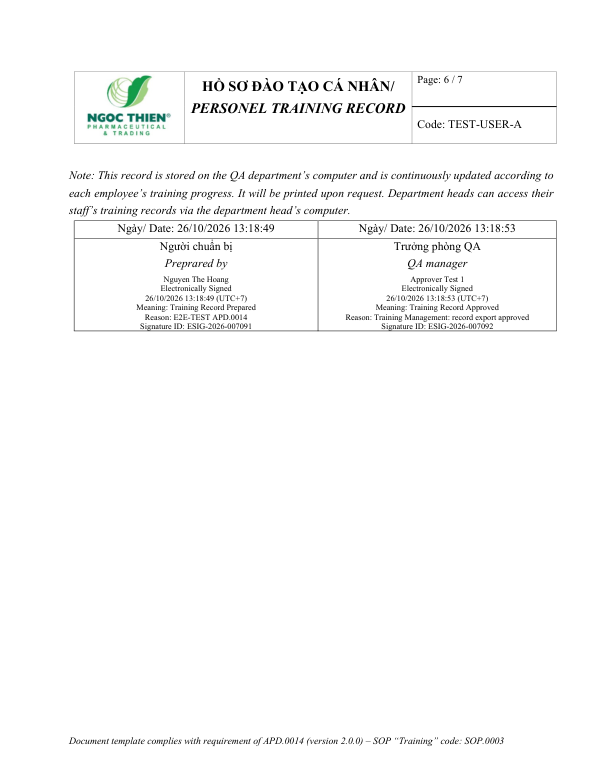 NGOC THIEN®
PHARMACEUTICAL
& TRADING
HỒ SƠ ĐÀO TẠO CÁ NHÂN/
PERSONEL TRAINING RECORD
Page: 6 / 7
Code: TEST-USER-A
Note: This record is stored on the QA department’s computer and is continuously updated according to
each employee’s training progress. It will be printed upon request. Department heads can access their
staff’s training records via the department head’s computer.
Ngày/ Date: 26/10/2026 13:18:49
Ngày/ Date: 26/10/2026 13:18:53
Người chuẩn bị
Preprared by
Nguyen The Hoang
Electronically Signed
26/10/2026 13:18:49 (UTC+7)
Meaning: Training Record Prepared
Reason: E2E-TEST APD.0014
Signature ID: ESIG-2026-007091
Trưởng phòng QA
QA manager
Approver Test 1
Electronically Signed
26/10/2026 13:18:53 (UTC+7)
Meaning: Training Record Approved
Reason: Training Management: record export approved
Signature ID: ESIG-2026-007092
Document template complies with requirement of APD.0014 (version 2.0.0) – SOP “Training” code: SOP.0003